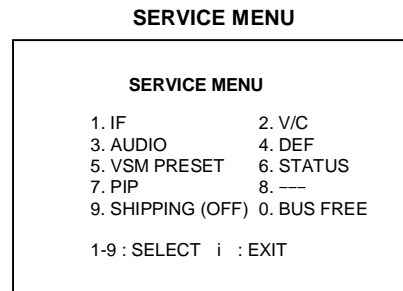 SERVICE MENU
SERVICE MENU
1. IF 2. V/C
3. AUDIO 4. DEF
5. VSM PRESET 6. STATUS
7. PIP 8. −−−
9. SHIPPING (OFF) 0. BUS FREE
1-9 : SELECT i : EXIT